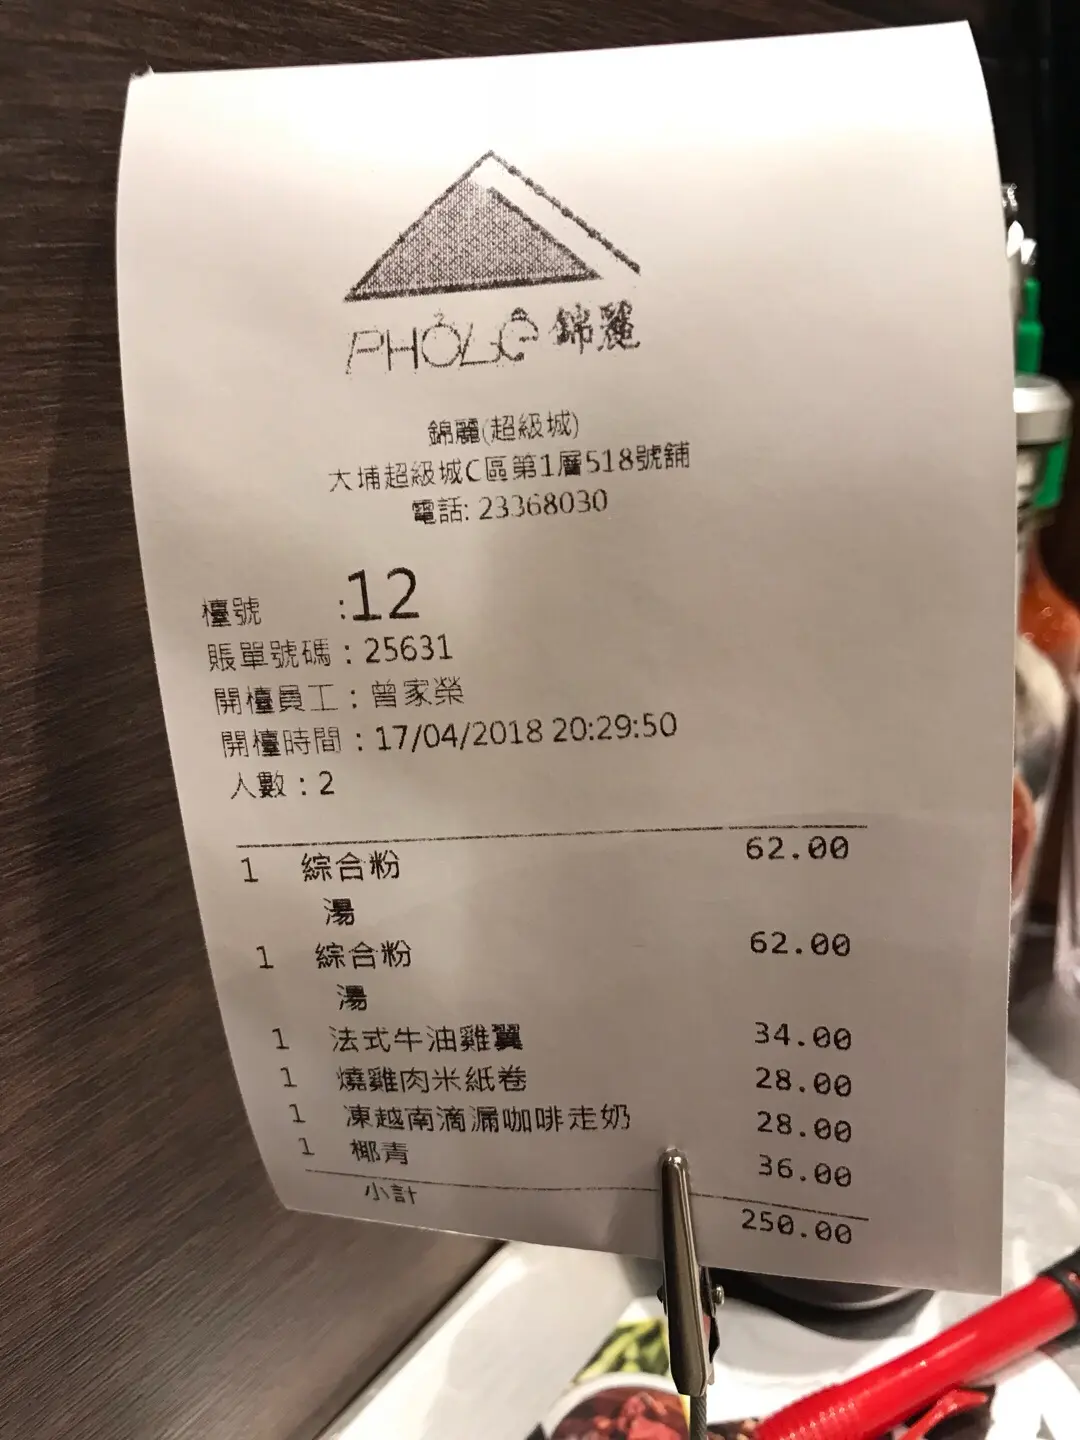 PHỞLỆ 錦麗
錦麗(超級城)
大埔超級城C區第1層518號舖
電話: 23368030
檯號 :12
賬單號碼 : 25631
開檯員工 : 曾家榮
開檯時間 : 17/04/2018 20:29:50
人數 : 2
1 綜合粉 62.00
湯
1 綜合粉 62.00
湯
1 法式牛油雞翼 34.00
1 燒雞肉米紙卷 28.00
1 凍越南滴漏咖啡走奶 28.00
1 椰青 36.00
小計 250.00